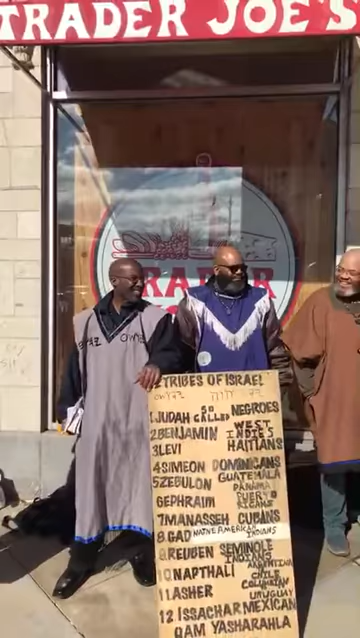 TRADER JOE'S
TRADER
TRIBES OF ISRAEL
1.JUDAH SO CALLED NEGROES
2.BENJAMIN WEST INDIES
3.LEVI HAITIANS
4.SIMEON DOMINICANS
5.ZEBULON GUATEMALA PANAMA
6.EPHRAIM PUERTO RICANS
7.MANASSEH CUBANS
8.GAD NATIVE AMERICAN INDIANS
9.REUBEN SEMINOLE INDIANS
10.NAPTHALI ARGENTINA CHILE
11.ASHER COLUMBIAN URUGUAY
12.ISSACHAR MEXICAN
QAM YASHARAHLA